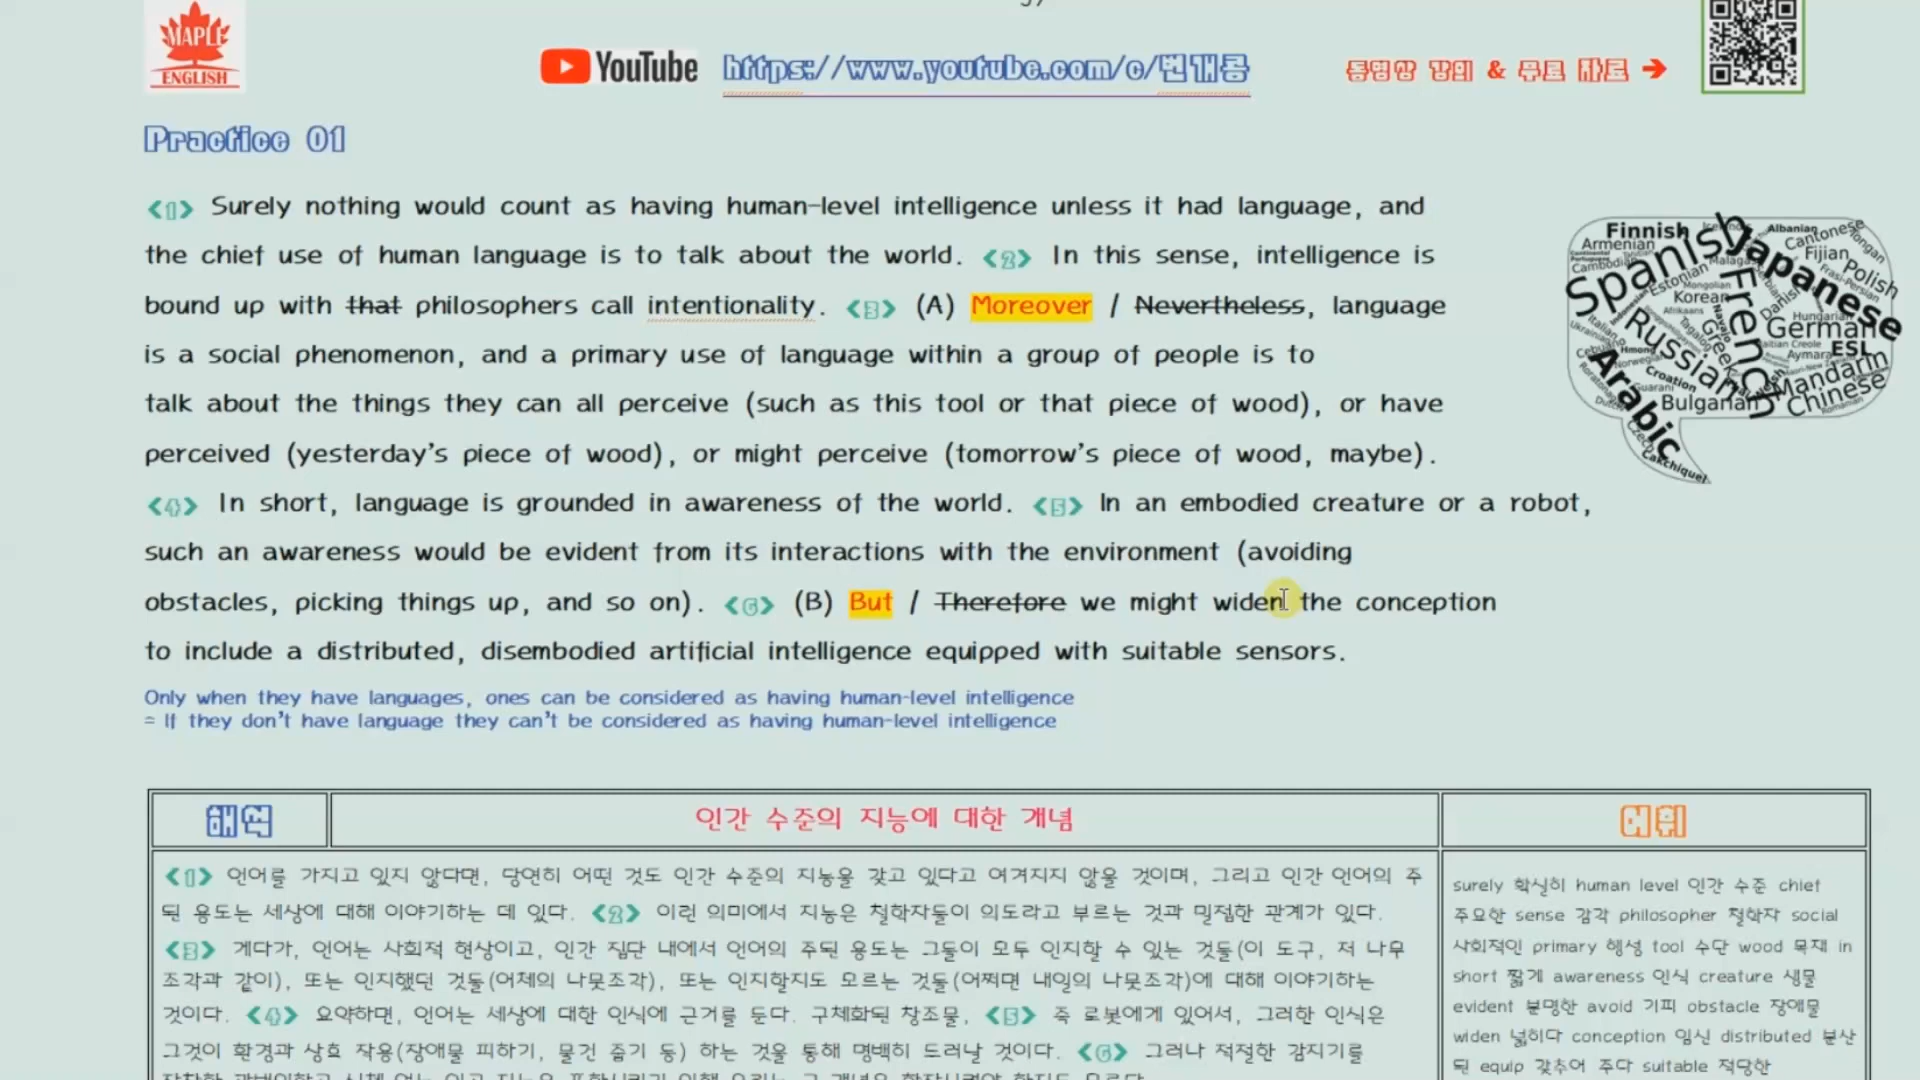 MAPLE
ENGLISH
YouTube https://www.youtube.com/c/번개콩 동영상 강의 & 무료 자료 →
Practice 01
<1> Surely nothing would count as having human-level intelligence unless it had language, and
the chief use of human language is to talk about the world. <2> In this sense, intelligence is
bound up with that philosophers call intentionality. <3> (A) Moreover / Nevertheless, language
is a social phenomenon, and a primary use of language within a group of people is to
talk about the things they can all perceive (such as this tool or that piece of wood), or have
perceived (yesterday's piece of wood), or might perceive (tomorrow's piece of wood, maybe).
<4> In short, language is grounded in awareness of the world. <5> In an embodied creature or a robot,
such an awareness would be evident from its interactions with the environment (avoiding
obstacles, picking things up, and so on). <6> (B) But / Therefore we might widen the conception
to include a distributed, disembodied artificial intelligence equipped with suitable sensors.
Only when they have languages, ones can be considered as having human-level intelligence
= If they don't have language they can't be considered as having human-level intelligence
Finnish
Albanian
Armenian
Cantonese
Tongan
Spanish
Japanese
Fijian
Polish
Cambodian
Estonian
Malagasy
Mongolian
Korean
French
Danish
Frasi-Persian
Hungarian
German
Russian
Italian
Navajo
Greek
Tagalog
Haitian Creole
ESL
Hmong
Aymara
Norwegian
Croation
Mandarin
Guarani
Bulgarian
Chinese
Arabic
Czech
Romanian
Cakchiquel
해석 인간 수준의 지능에 대한 개념 어휘
<1> 언어를 가지고 있지 않다면, 당연히 어떤 것도 인간 수준의 지능을 갖고 있다고 여겨지지 않을 것이며, 그리고 인간 언어의 주
된 용도는 세상에 대해 이야기하는 데 있다. <2> 이런 의미에서 지능은 철학자들이 의도라고 부르는 것과 밀접한 관계가 있다.
<3> 게다가, 언어는 사회적 현상이고, 인간 집단 내에서 언어의 주된 용도는 그들이 모두 인지할 수 있는 것들(이 도구, 저 나무
조각과 같이), 또는 인지했던 것들(어제의 나뭇조각), 또는 인지할지도 모르는 것들(어쩌면 내일의 나뭇조각)에 대해 이야기하는
것이다. <4> 요약하면, 언어는 세상에 대한 인식에 근거를 둔다. 구체화된 창조물, <5> 즉 로봇에게 있어서, 그러한 인식은
그것이 환경과 상호 작용(장애물 피하기, 물건 줍기 등) 하는 것을 통해 명백히 드러날 것이다. <6> 그러나 적절한 감지기를
surely 확실히 human level 인간 수준 chief
주요한 sense 감각 philosopher 철학자 social
사회적인 primary 행성 tool 수단 wood 목재 in
short 짧게 awareness 인식 creature 생물
evident 분명한 avoid 기피 obstacle 장애물
widen 넓히다 conception 임신 distributed 분산
된 equip 갖추어 주다 suitable 적당한